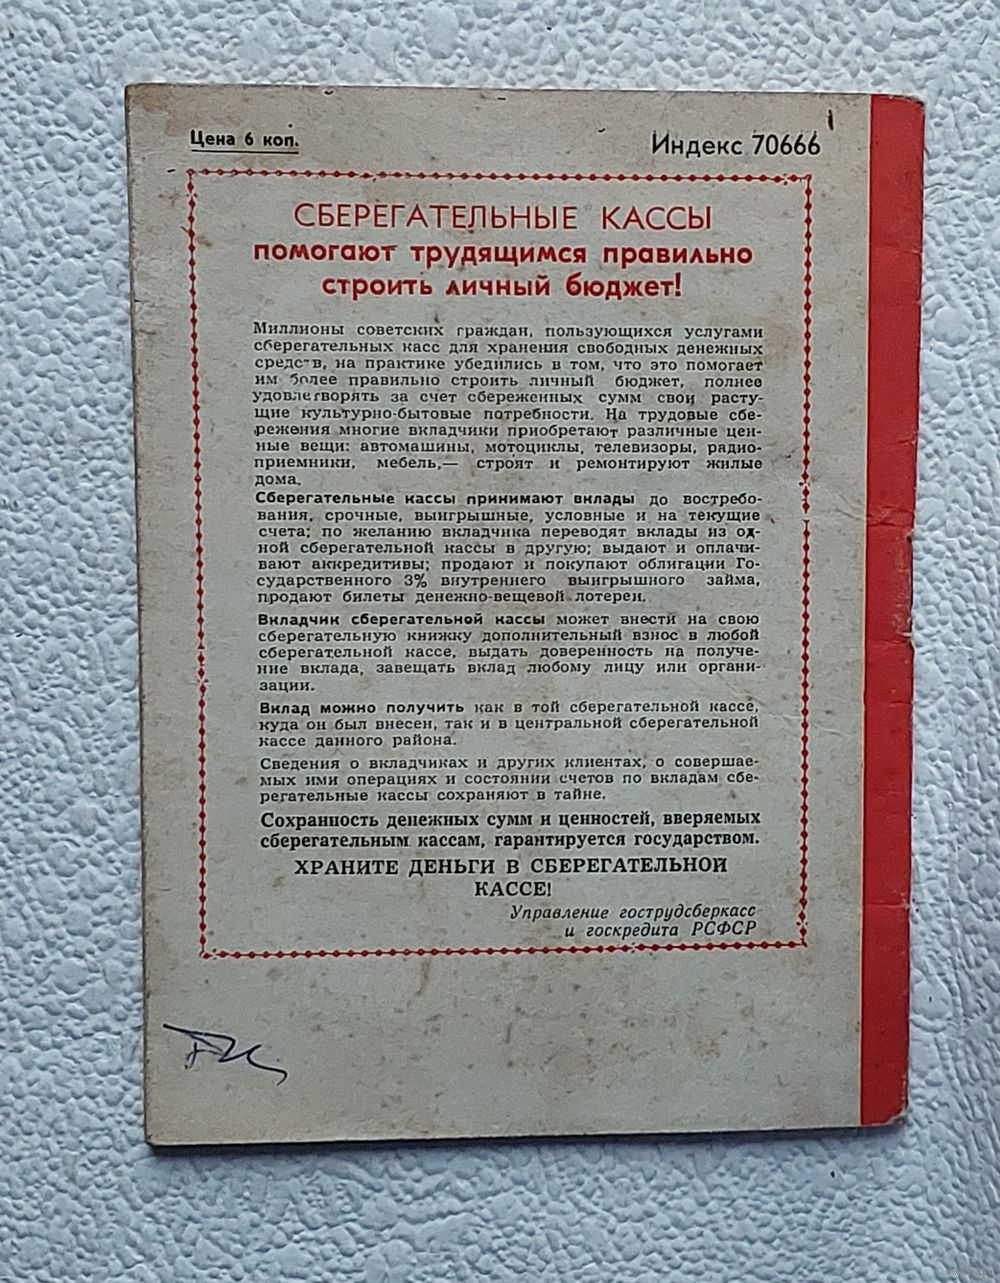 Цена 6 коп.
Индекс 70666
СБЕРЕГАТЕЛЬНЫЕ КАССЫ
помогают трудящимся правильно
строить личный бюджет!
Миллионы советских граждан, пользующихся услугами
сберегательных касс для хранения свободных денежных
средств, на практике убедились в том, что это помогает
им более правильно строить личный бюджет, полнее
удовлетворять за счет сбереженных сумм свои расту-
щие культурно-бытовые потребности. На трудовые сбе-
режения многие вкладчики приобретают различные цен-
ные вещи: автомашины, мотоциклы, телевизоры, радио-
приемники, мебель,— строят и ремонтируют жилые
дома.
Сберегательные кассы принимают вклады до востребо-
вания, срочные, выигрышные, условные и на текущие
счета; по желанию вкладчика переводят вклады из од-
ной сберегательной кассы в другую; выдают и оплачи-
вают аккредитивы; продают и покупают облигации Го-
сударственного 3% внутреннего выигрышного займа,
продают билеты денежно-вещевой лотереи.
Вкладчик сберегательной кассы может внести на свою
сберегательную книжку дополнительный взнос в любой
сберегательной кассе, выдать доверенность на получе-
ние вклада, завещать вклад любому лицу или органи-
зации.
Вклад можно получить как в той сберегательной кассе,
куда он был внесен, так и в центральной сберегательной
кассе данного района.
Сведения о вкладчиках и других клиентах, о совершае-
мых ими операциях и состоянии счетов по вкладам сбе-
регательные кассы сохраняют в тайне.
Сохранность денежных сумм и ценностей, вверяемых
сберегательным кассам, гарантируется государством.
ХРАНИТЕ ДЕНЬГИ В СБЕРЕГАТЕЛЬНОЙ
КАССЕ!
Управление гострудсберкасс
и госкредита РСФСР